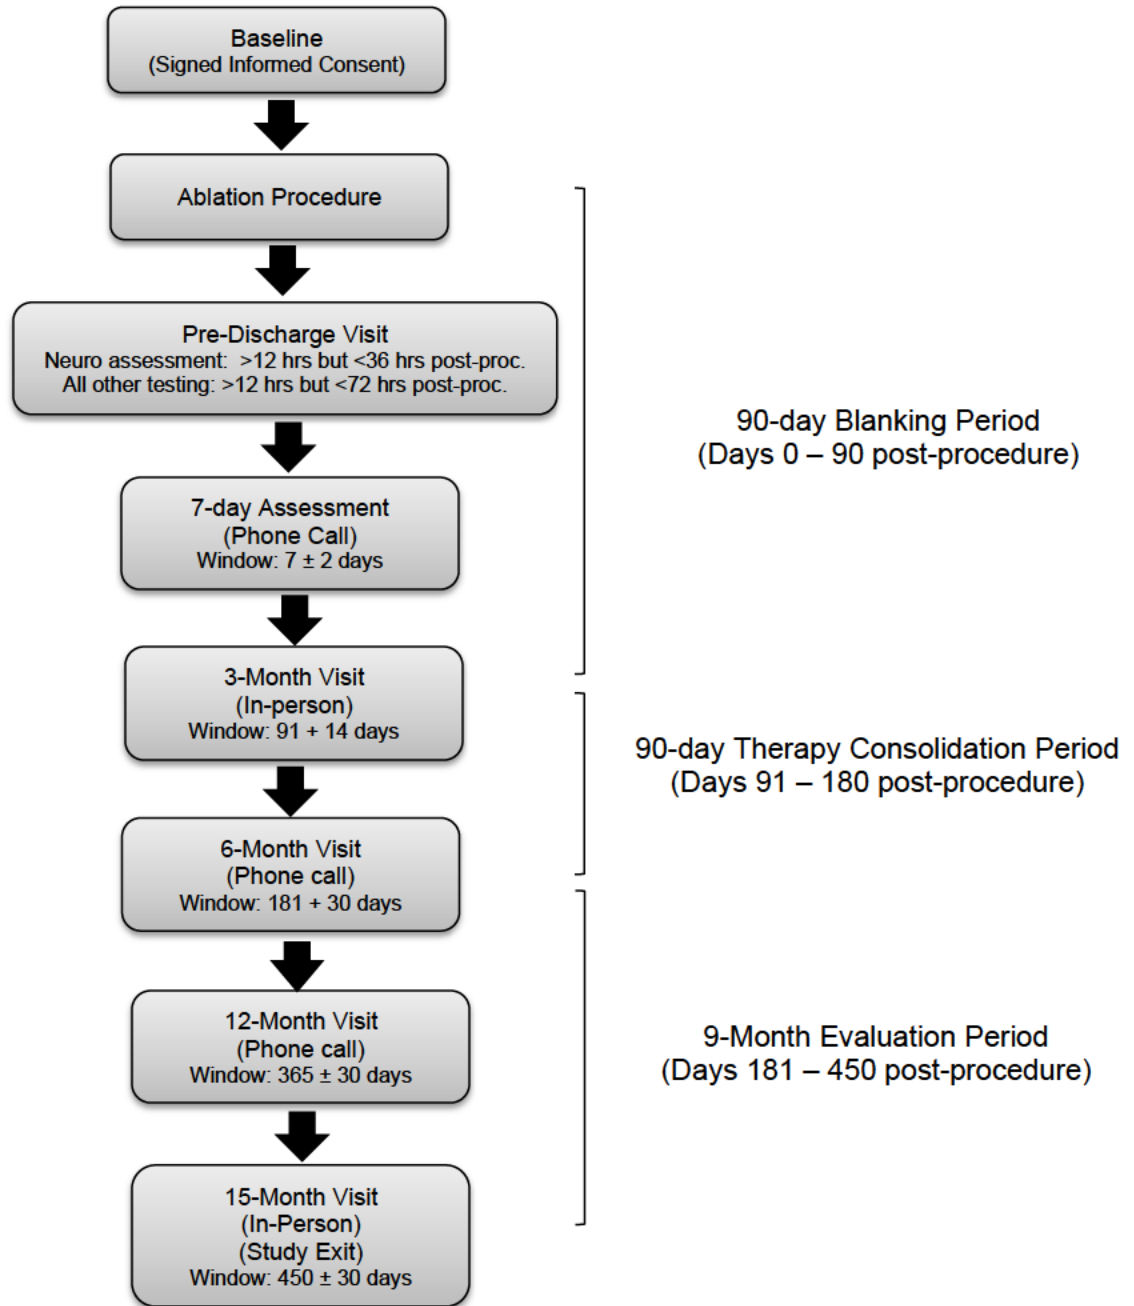 Baseline
(Signed Informed Consent)
Ablation Procedure
Pre-Discharge Visit
Neuro assessment: >12 hrs but <36 hrs post-proc.
All other testing: >12 hrs but <72 hrs post-proc.
7-day Assessment
(Phone Call)
Window: 7 ± 2 days
90-day Blanking Period
(Days 0 – 90 post-procedure)
3-Month Visit
(In-person)
Window: 91 + 14 days
90-day Therapy Consolidation Period
(Days 91 – 180 post-procedure)
6-Month Visit
(Phone call)
Window: 181 + 30 days
12-Month Visit
(Phone call)
Window: 365 ± 30 days
9-Month Evaluation Period
(Days 181 – 450 post-procedure)
15-Month Visit
(In-Person)
(Study Exit)
Window: 450 ± 30 days